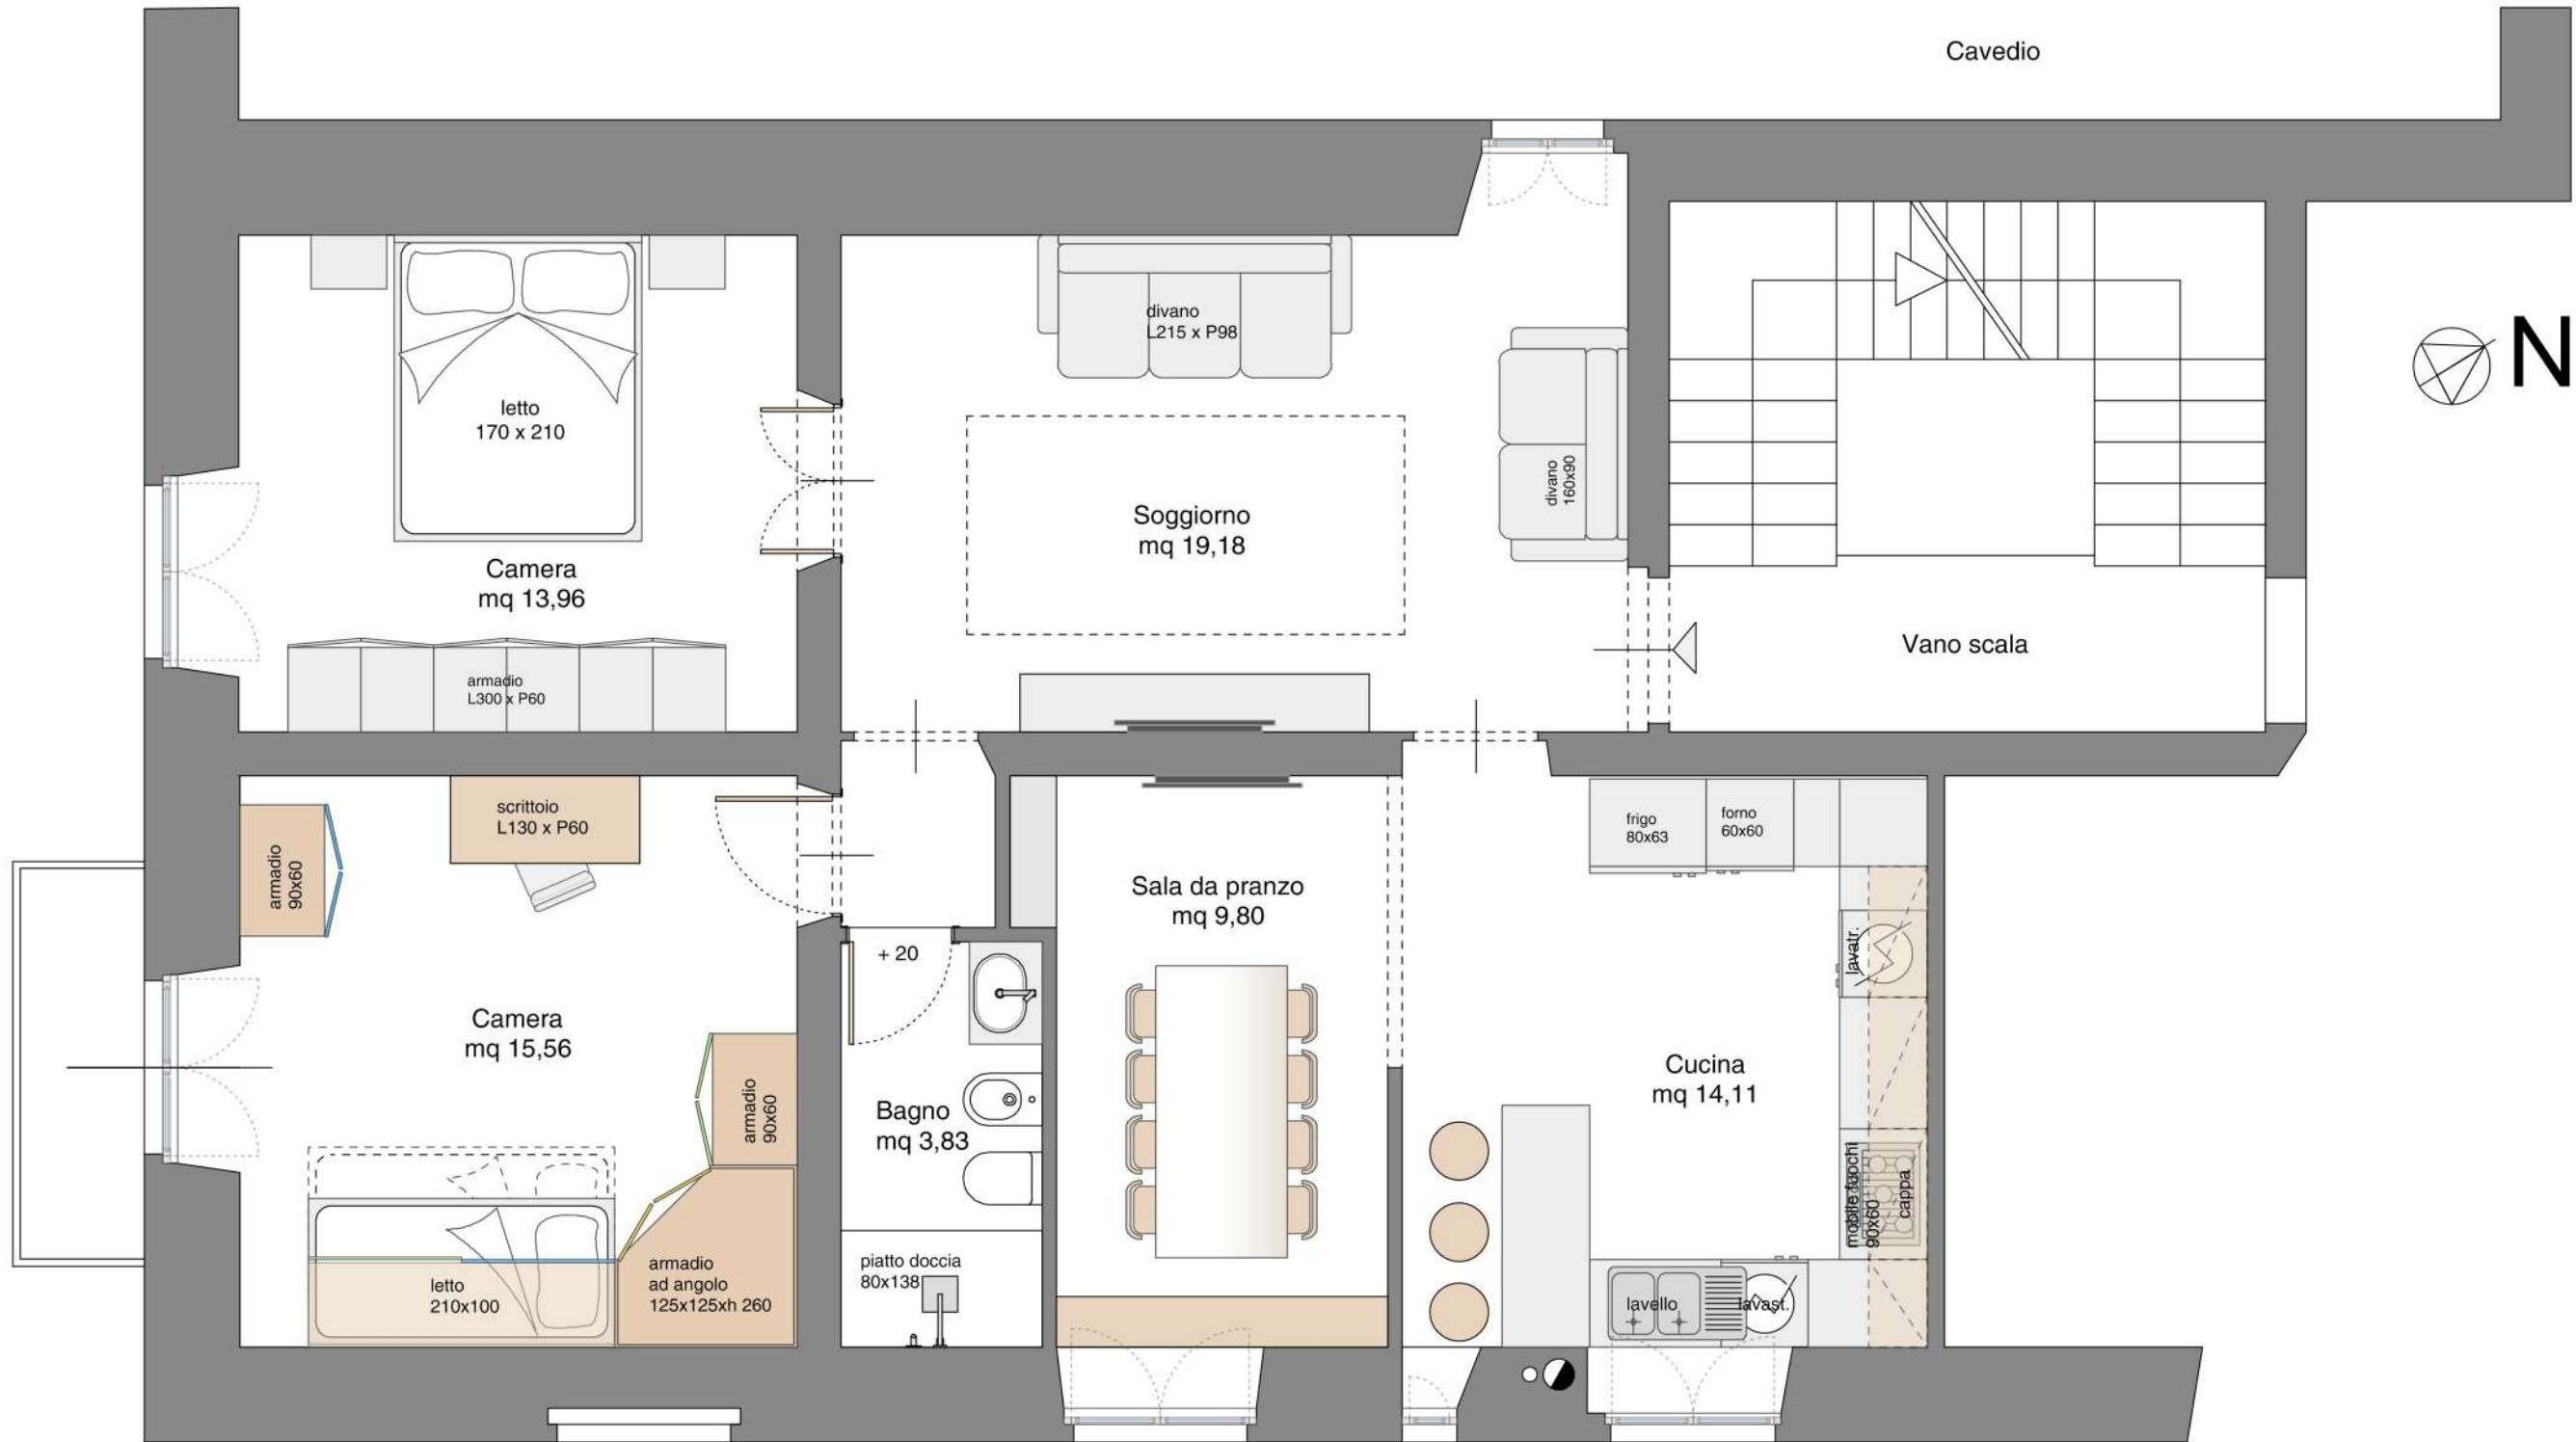 Cavedio
N
divano
L215 x P98
letto
170 x 210
divano
160x90
Soggiorno
mq 19,18
Camera
mq 13,96
Vano scala
armadio
L300 x P60
scrittoio
L130 x P60
frigo
80x63
forno
60x60
armadio
90x60
Sala da pranzo
mq 9,80
+ 20
lavatr.
Camera
mq 15,56
Cucina
mq 14,11
armadio
90x60
Bagno
mq 3,83
mobile fuochi
90x60
cappa
piatto doccia
80x138
armadio
ad angolo
125x125xh 260
letto
210x100
lavello
lavast.